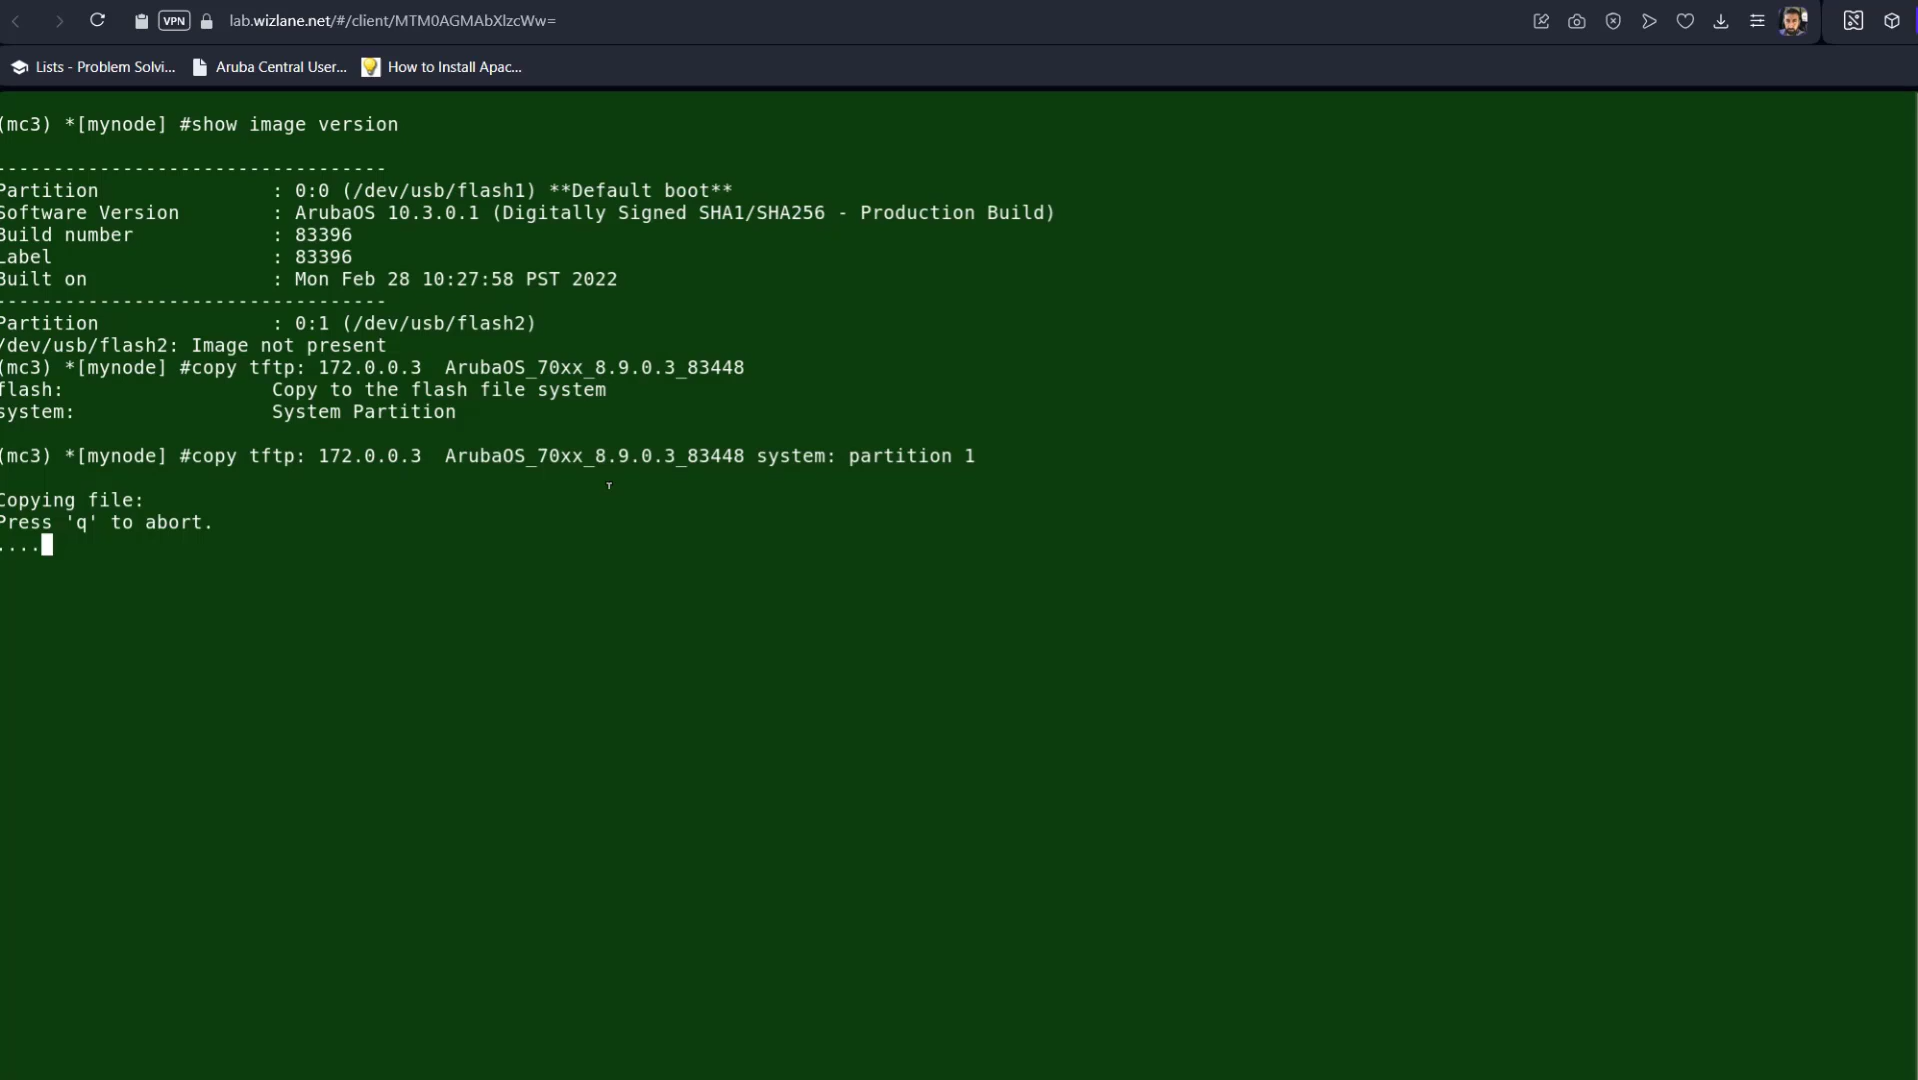 VPN lab.wizlane.net/#/client/MTM0AGMAbXlzcWw=
Lists - Problem Solvi... Aruba Central User... How to Install Apac...
(mc3) *[mynode] #show image version
----------------------------------
Partition : 0:0 (/dev/usb/flash1) **Default boot**
Software Version : ArubaOS 10.3.0.1 (Digitally Signed SHA1/SHA256 - Production Build)
Build number : 83396
Label : 83396
Built on : Mon Feb 28 10:27:58 PST 2022
----------------------------------
Partition : 0:1 (/dev/usb/flash2)
/dev/usb/flash2: Image not present
(mc3) *[mynode] #copy tftp: 172.0.0.3  ArubaOS_70xx_8.9.0.3_83448
flash: Copy to the flash file system
system: System Partition
(mc3) *[mynode] #copy tftp: 172.0.0.3  ArubaOS_70xx_8.9.0.3_83448 system: partition 1
Copying file:
Press 'q' to abort.
....